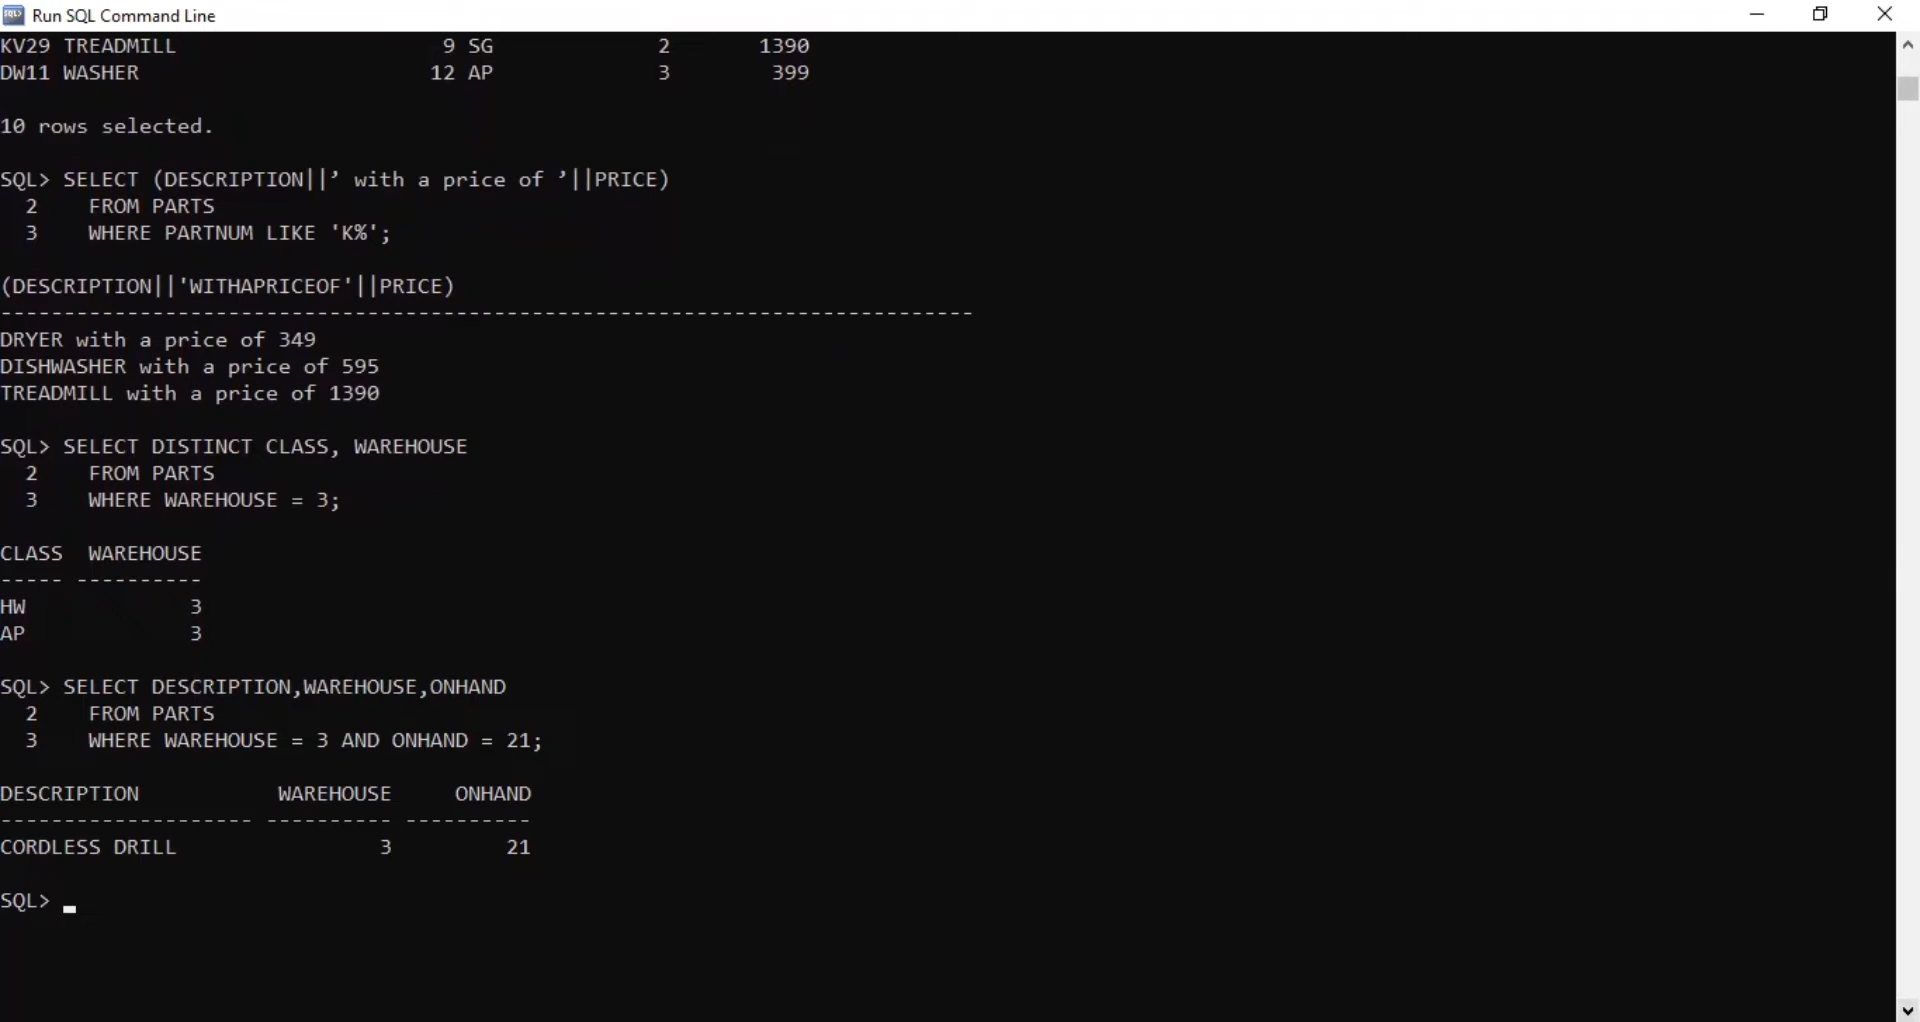 Run SQL Command Line
KV29 TREADMILL                     9 SG             2       1390
DW11 WASHER                       12 AP             3        399
10 rows selected.
SQL> SELECT (DESCRIPTION||’ with a price of ’||PRICE)
  2    FROM PARTS
  3    WHERE PARTNUM LIKE 'K%';
(DESCRIPTION||'WITHAPRICEOF'||PRICE)
-----------------------------------------------------------------------------
DRYER with a price of 349
DISHWASHER with a price of 595
TREADMILL with a price of 1390
SQL> SELECT DISTINCT CLASS, WAREHOUSE
  2    FROM PARTS
  3    WHERE WAREHOUSE = 3;
CLASS  WAREHOUSE
----- ----------
HW             3
AP             3
SQL> SELECT DESCRIPTION,WAREHOUSE,ONHAND
  2    FROM PARTS
  3    WHERE WAREHOUSE = 3 AND ONHAND = 21;
DESCRIPTION           WAREHOUSE     ONHAND
-------------------- ---------- ----------
CORDLESS DRILL                3         21
SQL> _